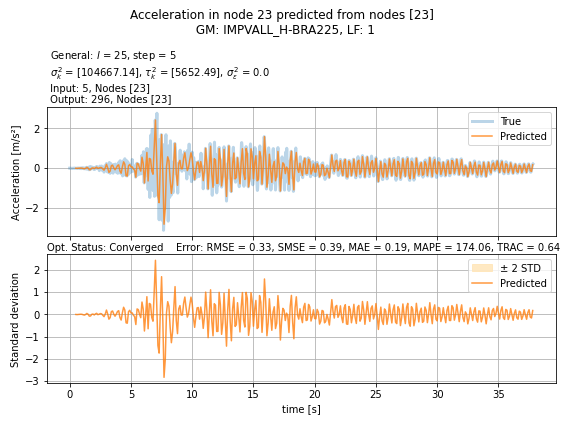 Acceleration in node 23 predicted from nodes [23]
GM: IMPVALL_H-BRA225, LF: 1
General: l = 25, step = 5
σ²ₖ = [104667.14], τ²ₖ = [5652.49], σ²ₑ = 0.0
Input: 5, Nodes [23]
Output: 296, Nodes [23]
Acceleration [m/s²]
2
0
−2
True
Predicted
Opt. Status: Converged Error: RMSE = 0.33, SMSE = 0.39, MAE = 0.19, MAPE = 174.06, TRAC = 0.64
Standard deviation
2
1
0
−1
−2
−3
± 2 STD
Predicted
0 5 10 15 20 25 30 35
time [s]